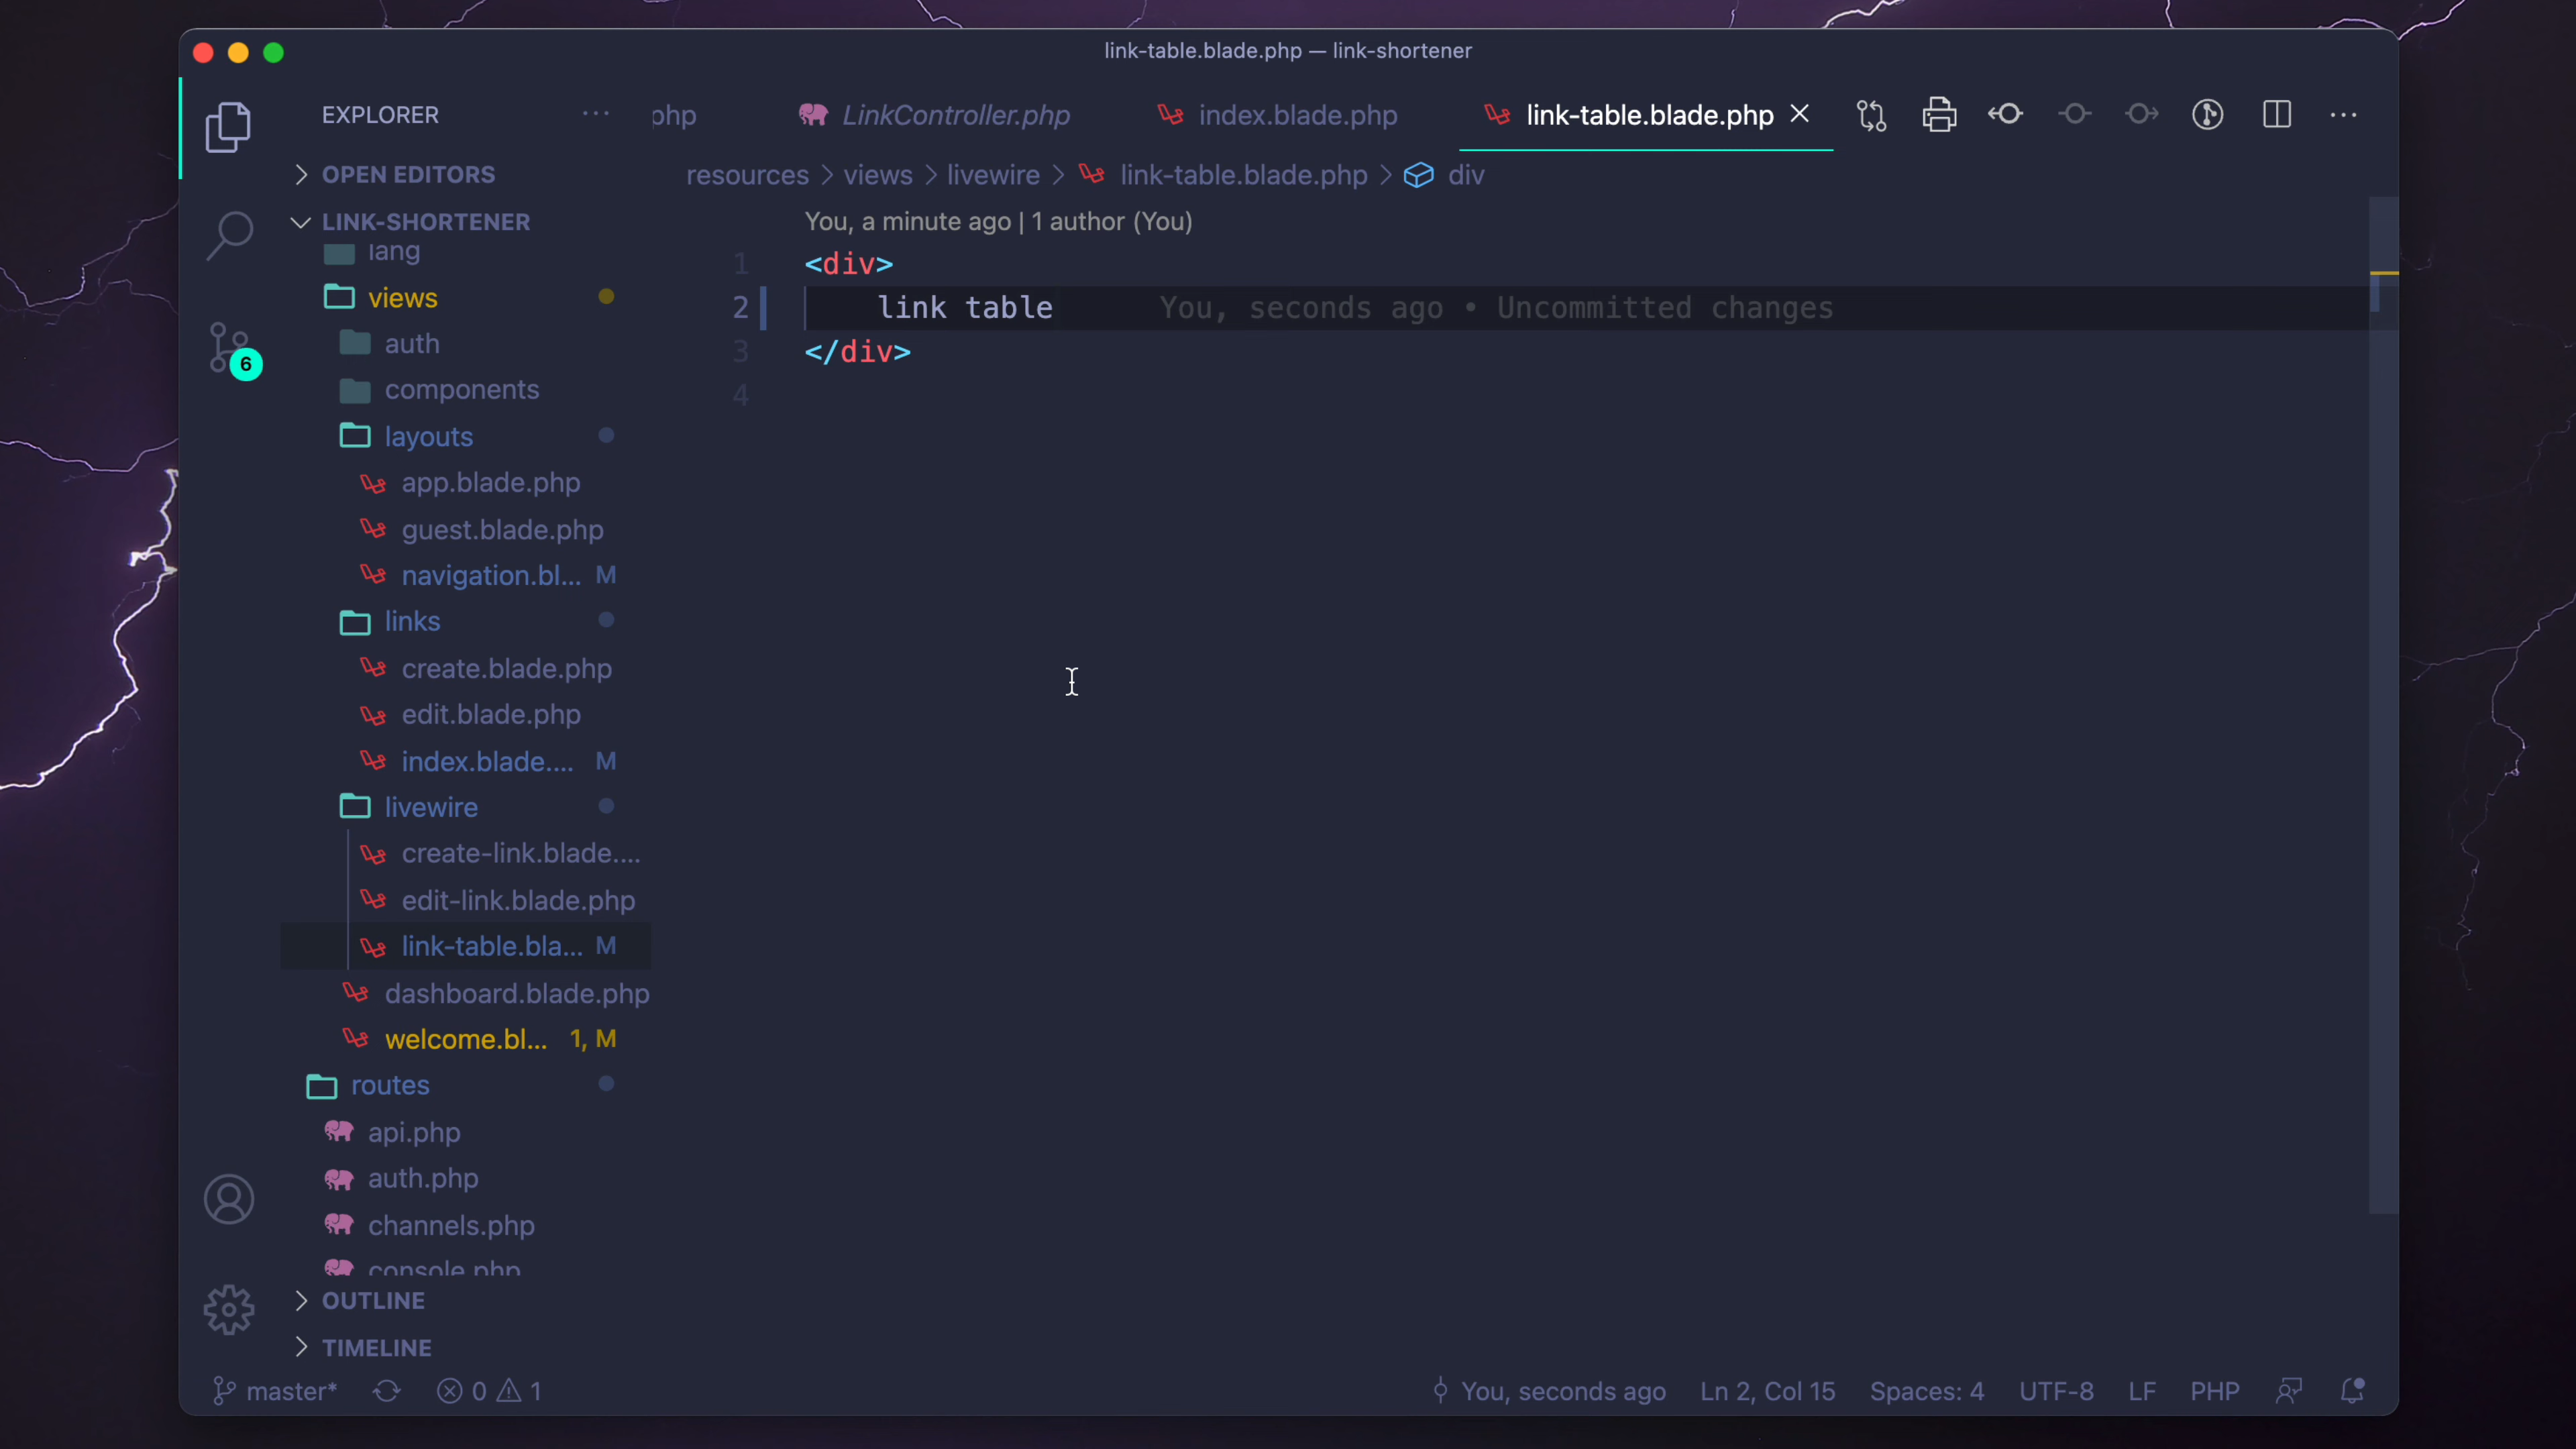 link-table.blade.php — link-shortener
EXPLORER
php
LinkController.php
index.blade.php
link-table.blade.php
OPEN EDITORS
resources > views > livewire > link-table.blade.php > div
LINK-SHORTENER
You, a minute ago | 1 author (You)
lang
1 <div>
views
2 link table You, seconds ago • Uncommitted changes
auth
3 </div>
6
components
4
layouts
app.blade.php
guest.blade.php
navigation.bl... M
links
create.blade.php
edit.blade.php
index.blade.... M
livewire
create-link.blade....
edit-link.blade.php
link-table.bla... M
dashboard.blade.php
welcome.bl... 1, M
routes
api.php
auth.php
channels.php
console.php
OUTLINE
TIMELINE
master* 0 1 You, seconds ago Ln 2, Col 15 Spaces: 4 UTF-8 LF PHP